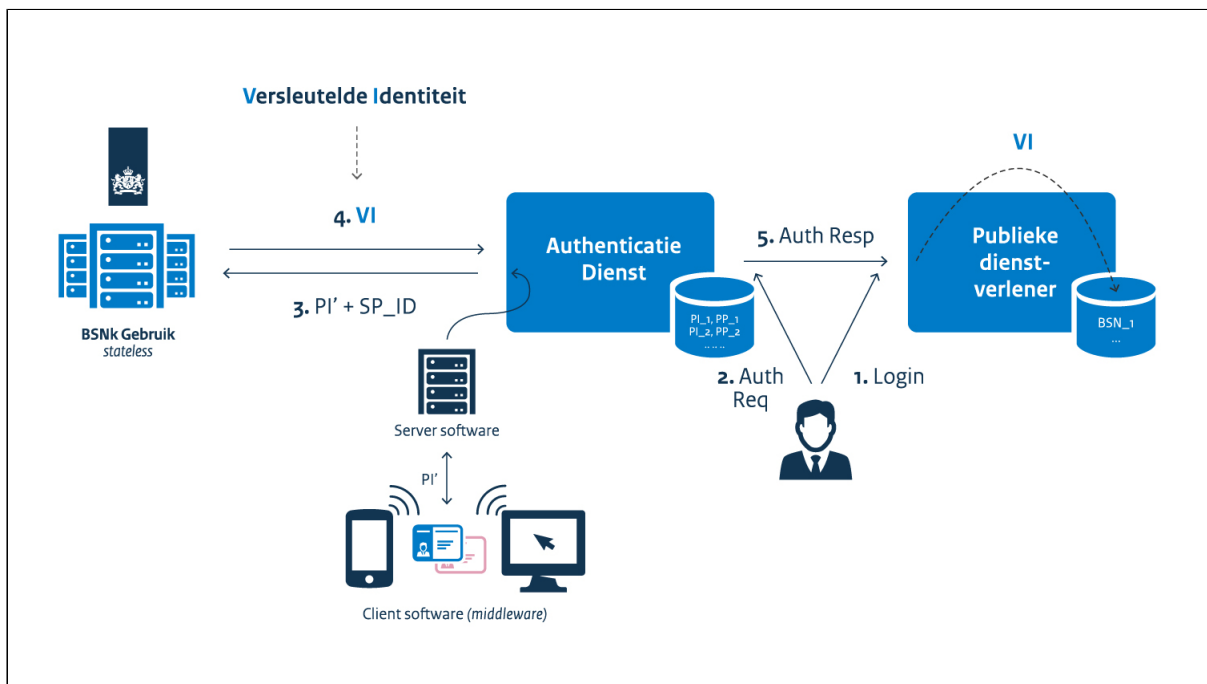 Versleutelde Identiteit
VI
4. VI
5. Auth Resp
Authenticatie
Dienst
Publieke
dienst-
verlener
3. PI' + SP_ID
BSNk Gebruik
stateless
PI_1, PP_1
PI_2, PP_2
.. .. ..
BSN_1
...
2. Auth
Req
1. Login
Server software
PI'
Client software (middleware)